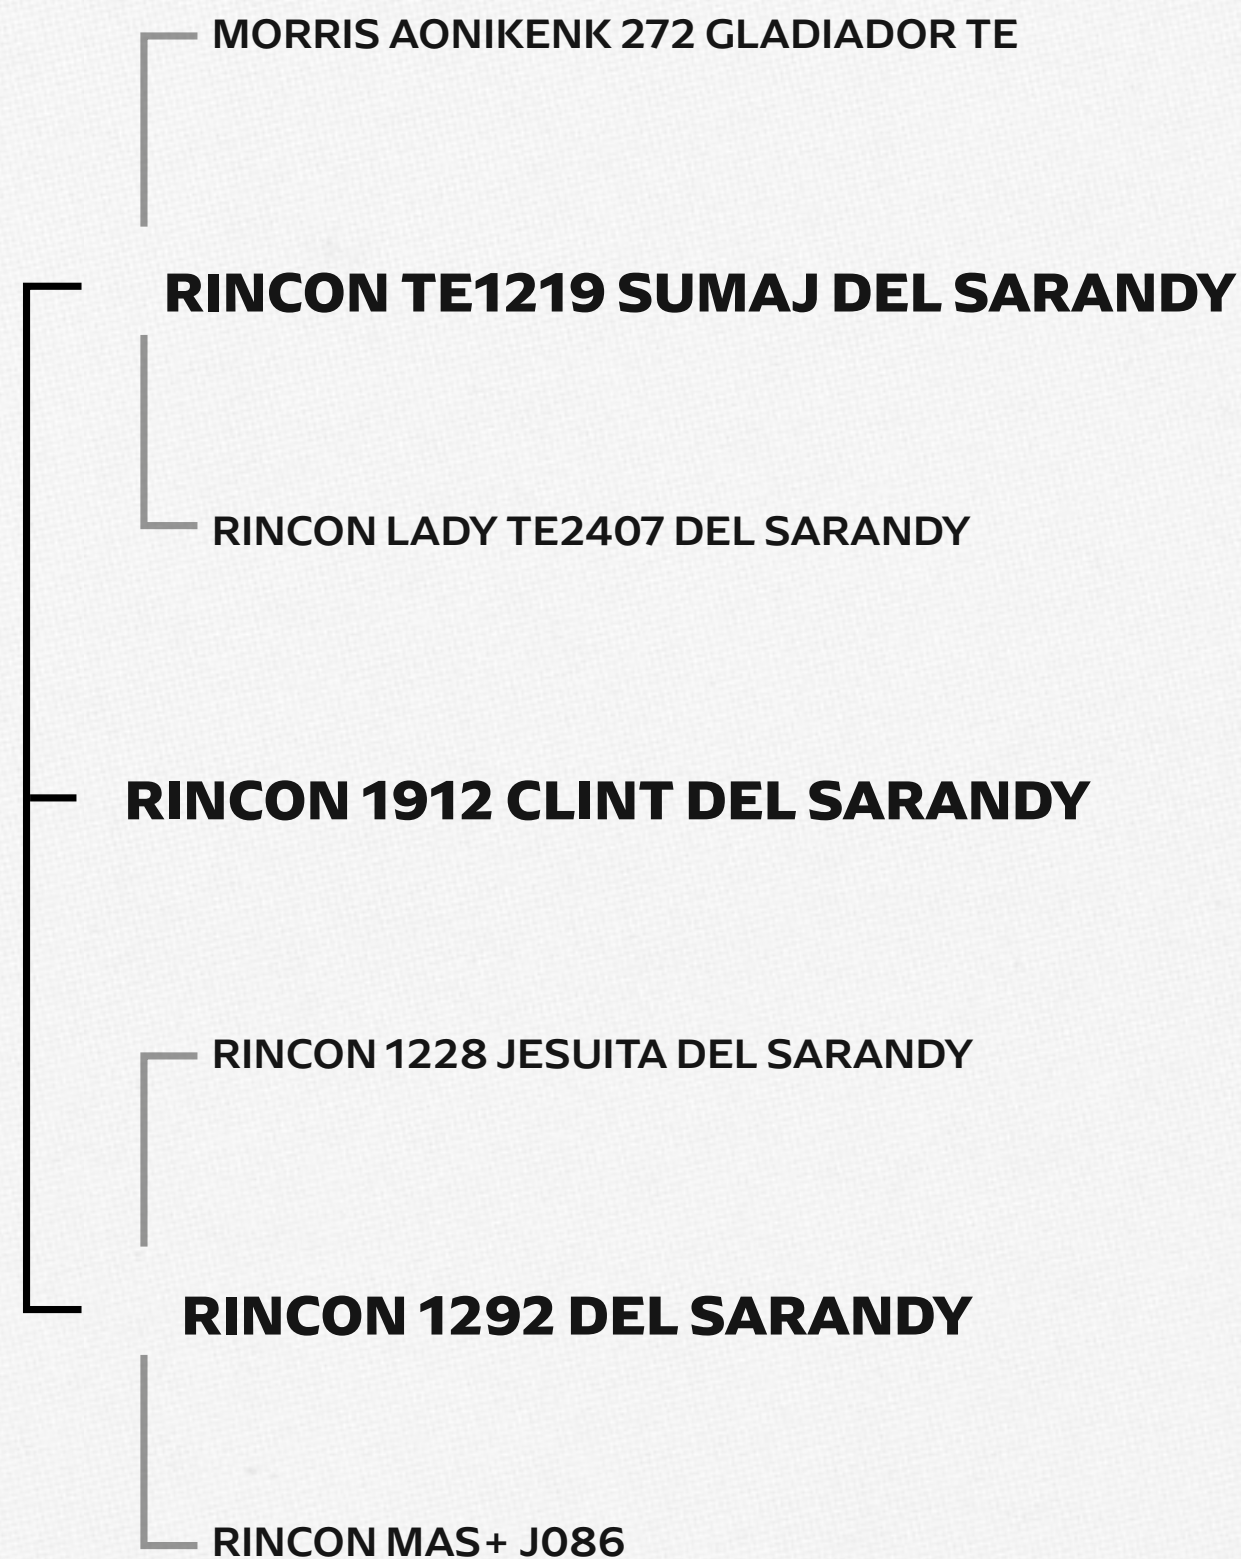 MORRIS AONIKENK 272 GLADIADOR TE
RINCON TE1219 SUMAJ DEL SARANDY
RINCON LADY TE2407 DEL SARANDY
RINCON 1912 CLINT DEL SARANDY
RINCON 1228 JESUITA DEL SARANDY
RINCON 1292 DEL SARANDY
RINCON MAS+ J086